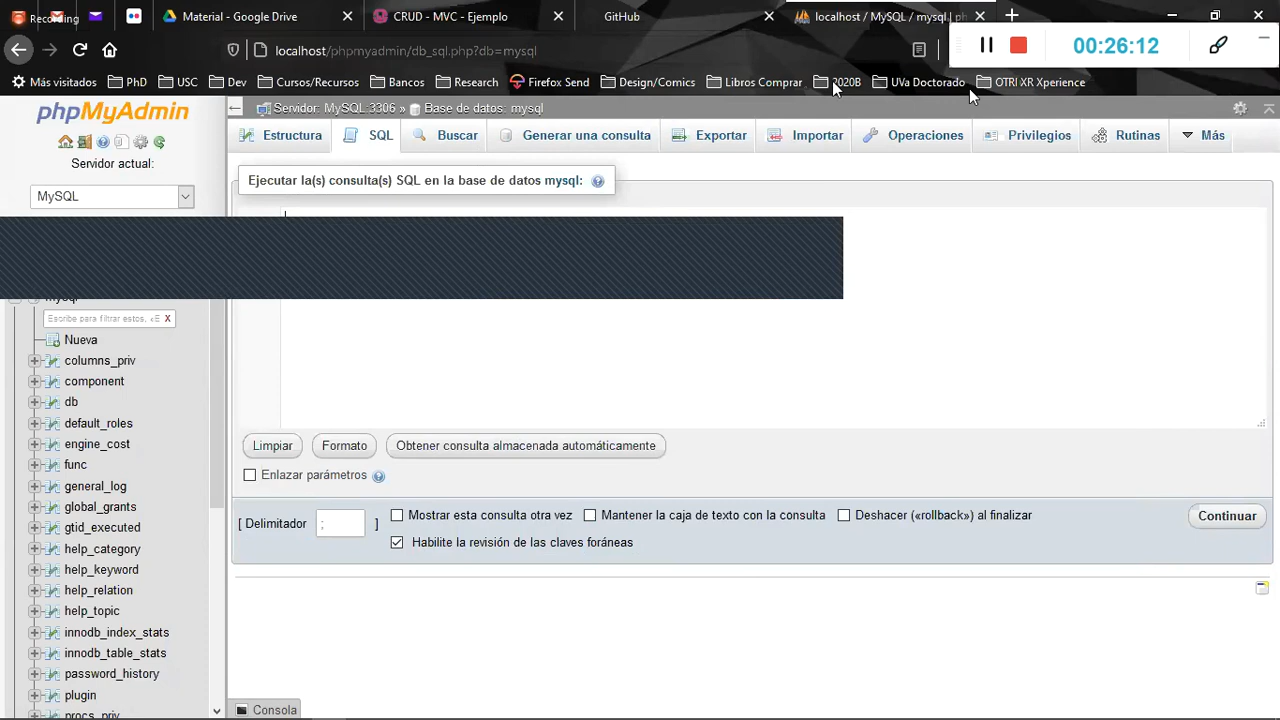 Recording
Material - Google Drive
CRUD - MVC - Ejemplo
GitHub
localhost / MySQL / mysql | ph
localhost/phpmyadmin/db_sql.php?db=mysql
00:26:12
Más visitados
PhD
USC
Dev
Cursos/Recursos
Bancos
Research
Firefox Send
Design/Comics
Libros Comprar
2020B
UVa Doctorado
OTRI XR Xperience
phpMyAdmin
Servidor: MySQL:3306 » Base de datos: mysql
Estructura
SQL
Buscar
Generar una consulta
Exportar
Importar
Operaciones
Privilegios
Rutinas
Más
Servidor actual:
MySQL
Ejecutar la(s) consulta(s) SQL en la base de datos mysql:
mysql
Escribe para filtrar estos, <E X
Nueva
columns_priv
component
db
default_roles
engine_cost
func
general_log
global_grants
gtid_executed
help_category
help_keyword
help_relation
help_topic
innodb_index_stats
innodb_table_stats
password_history
plugin
procs_priv
Limpiar
Formato
Obtener consulta almacenada automáticamente
Enlazar parámetros
[ Delimitador ; ]
Mostrar esta consulta otra vez
Mantener la caja de texto con la consulta
Deshacer («rollback») al finalizar
Continuar
Habilite la revisión de las claves foráneas
Consola